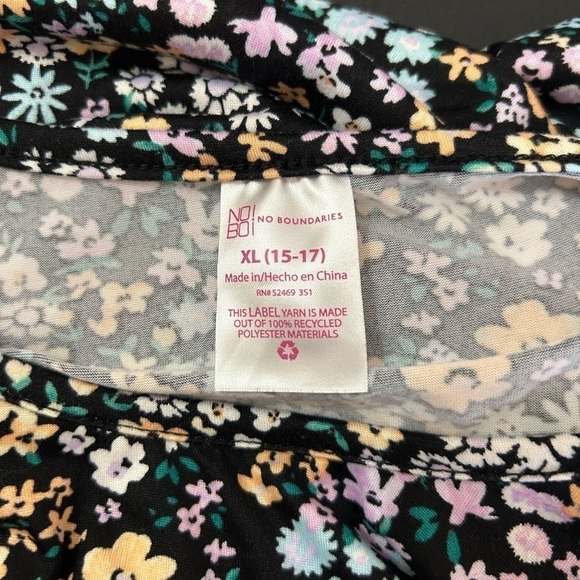 NO!
BO! NO BOUNDARIES
XL (15-17)
Made in/Hecho en China
RN# 52469 351
THIS LABEL YARN IS MADE
OUT OF 100% RECYCLED
POLYESTER MATERIALS